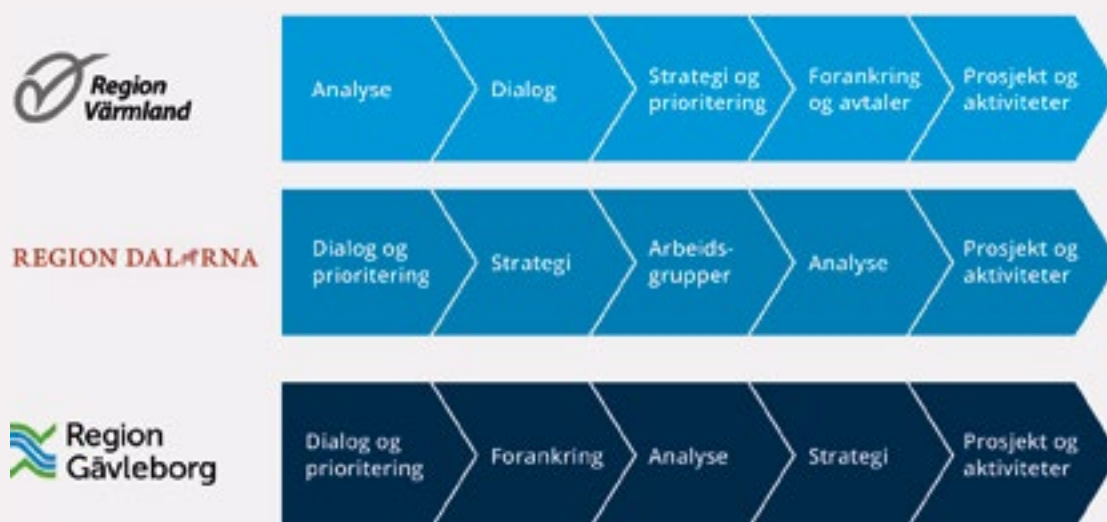 Region
Värmland
Analyse
Dialog
Strategi og
prioritering
Forankring
og avtaler
Prosjekt og
aktiviteter
REGION DALARNA
Dialog og
prioritering
Strategi
Arbeids-
grupper
Analyse
Prosjekt og
aktiviteter
Region
Gävleborg
Dialog og
prioritering
Forankring
Analyse
Strategi
Prosjekt og
aktiviteter